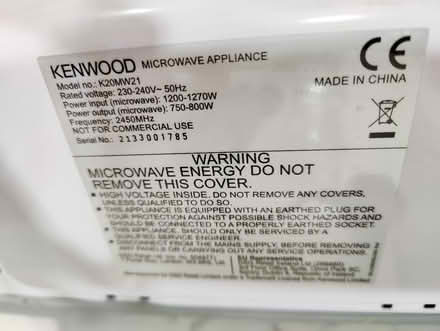 KENWOOD MICROWAVE APPLIANCE
Model no.: K20MW21
Rated voltage: 230-240V~ 50Hz
Power input (microwave): 1200-1270W
Power output (microwave): 750-800W
Frequency: 2450MHz
NOT FOR COMMERCIAL USE
Serial No.: 2133001785
CE
MADE IN CHINA
WARNING
MICROWAVE ENERGY DO NOT
REMOVE THIS COVER.
■ HIGH VOLTAGE INSIDE. DO NOT REMOVE ANY COVERS,
UNLESS QUALIFIED TO DO SO.
■ THIS APPLIANCE IS EQUIPPED WITH AN EARTHED PLUG FOR
YOUR PROTECTION AGAINST POSSIBLE SHOCK HAZARDS AND
SHOULD BE CONNECTED TO A PROPERLY EARTHED SOCKET.
■ THIS APPLIANCE, SHOULD ONLY BE SERVICED BY A
QUALIFIED SERVICE ENGINEER.
■ DISCONNECT FROM THE MAINS SUPPLY, BEFORE REMOVING
ANY PANELS OR CARRYING OUT ANY SERVICING OPERATION.
EU Representative